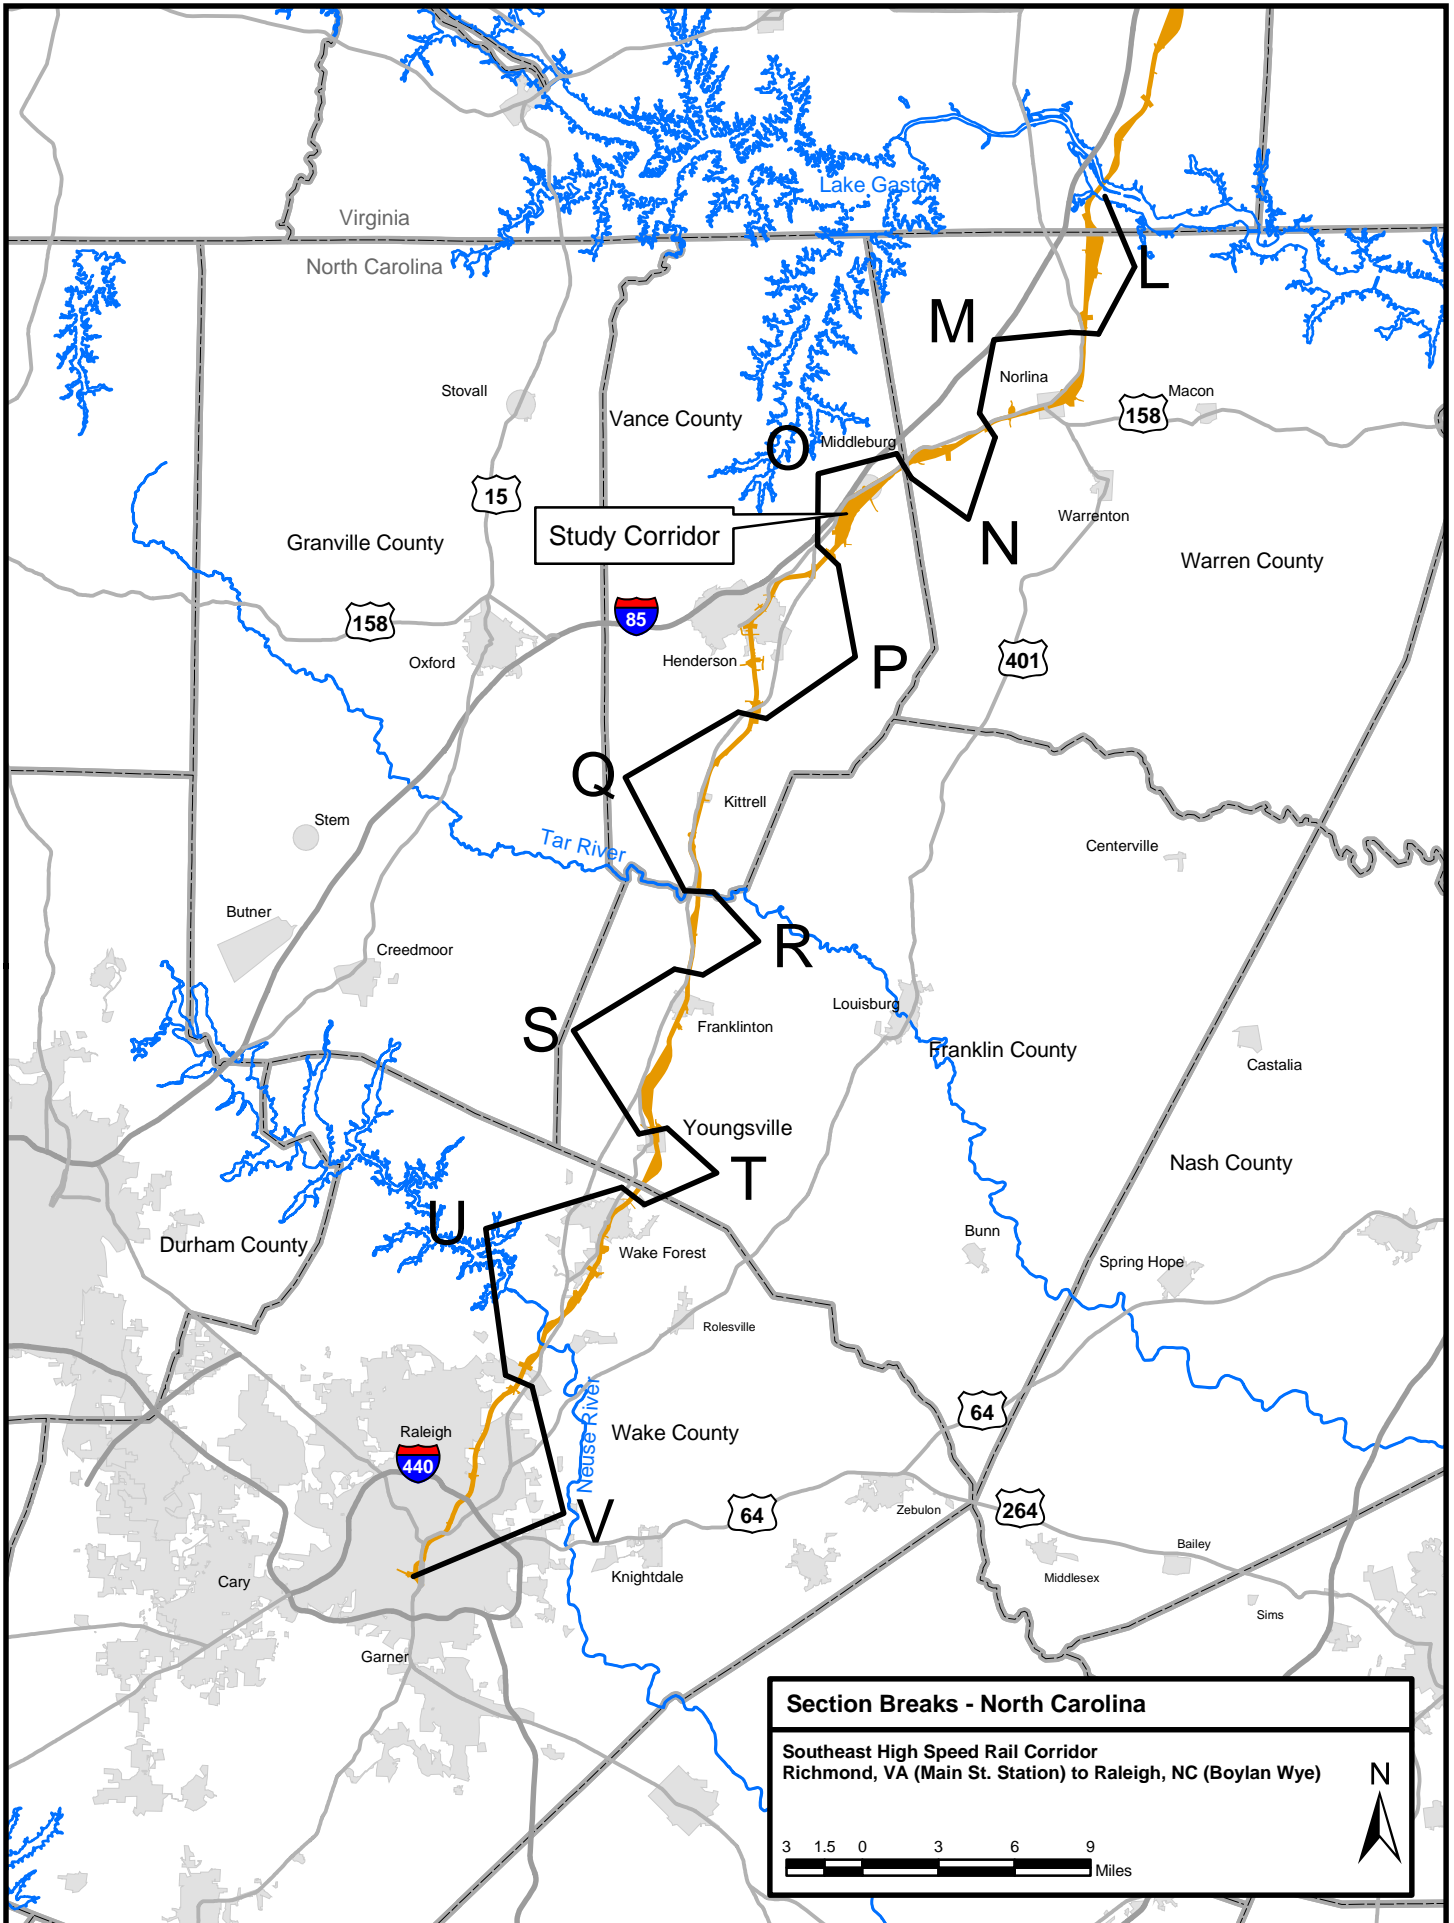 Lake Gaston
Virginia
North Carolina
L
M
Norlina
Macon
158
Stovall
Vance County
O
Middleburg
15
Study Corridor
N
Warrenton
Granville County
Warren County
158
85
Oxford
Henderson
P
401
Q
Kittrell
Stem
Tar River
Centerville
Butner
Creedmoor
R
Louisburg
S
Franklinton
Franklin County
Castalia
Youngsville
T
Nash County
U
Durham County
Wake Forest
Bunn
Spring Hope
Rolesville
Neuse River
64
Raleigh
Wake County
440
V
64
Zebulon
264
Bailey
Cary
Knightdale
Middlesex
Sims
Garner
Section Breaks - North Carolina
Southeast High Speed Rail Corridor
Richmond, VA (Main St. Station) to Raleigh, NC (Boylan Wye)
N
3 1.5 0 3 6 9
Miles